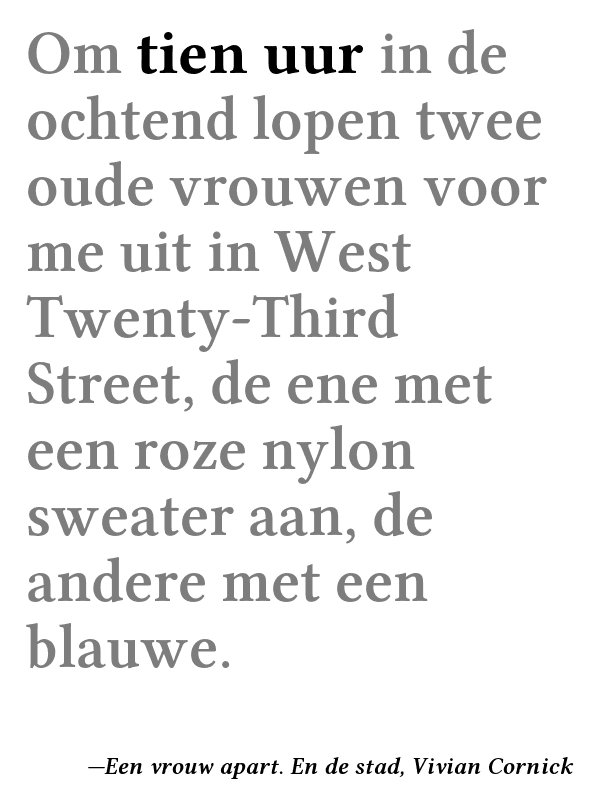 Om tien uur in de
ochtend lopen twee
oude vrouwen voor
me uit in West
Twenty-Third
Street, de ene met
een roze nylon
sweater aan, de
andere met een
blauwe.
—Een vrouw apart. En de stad, Vivian Cornick